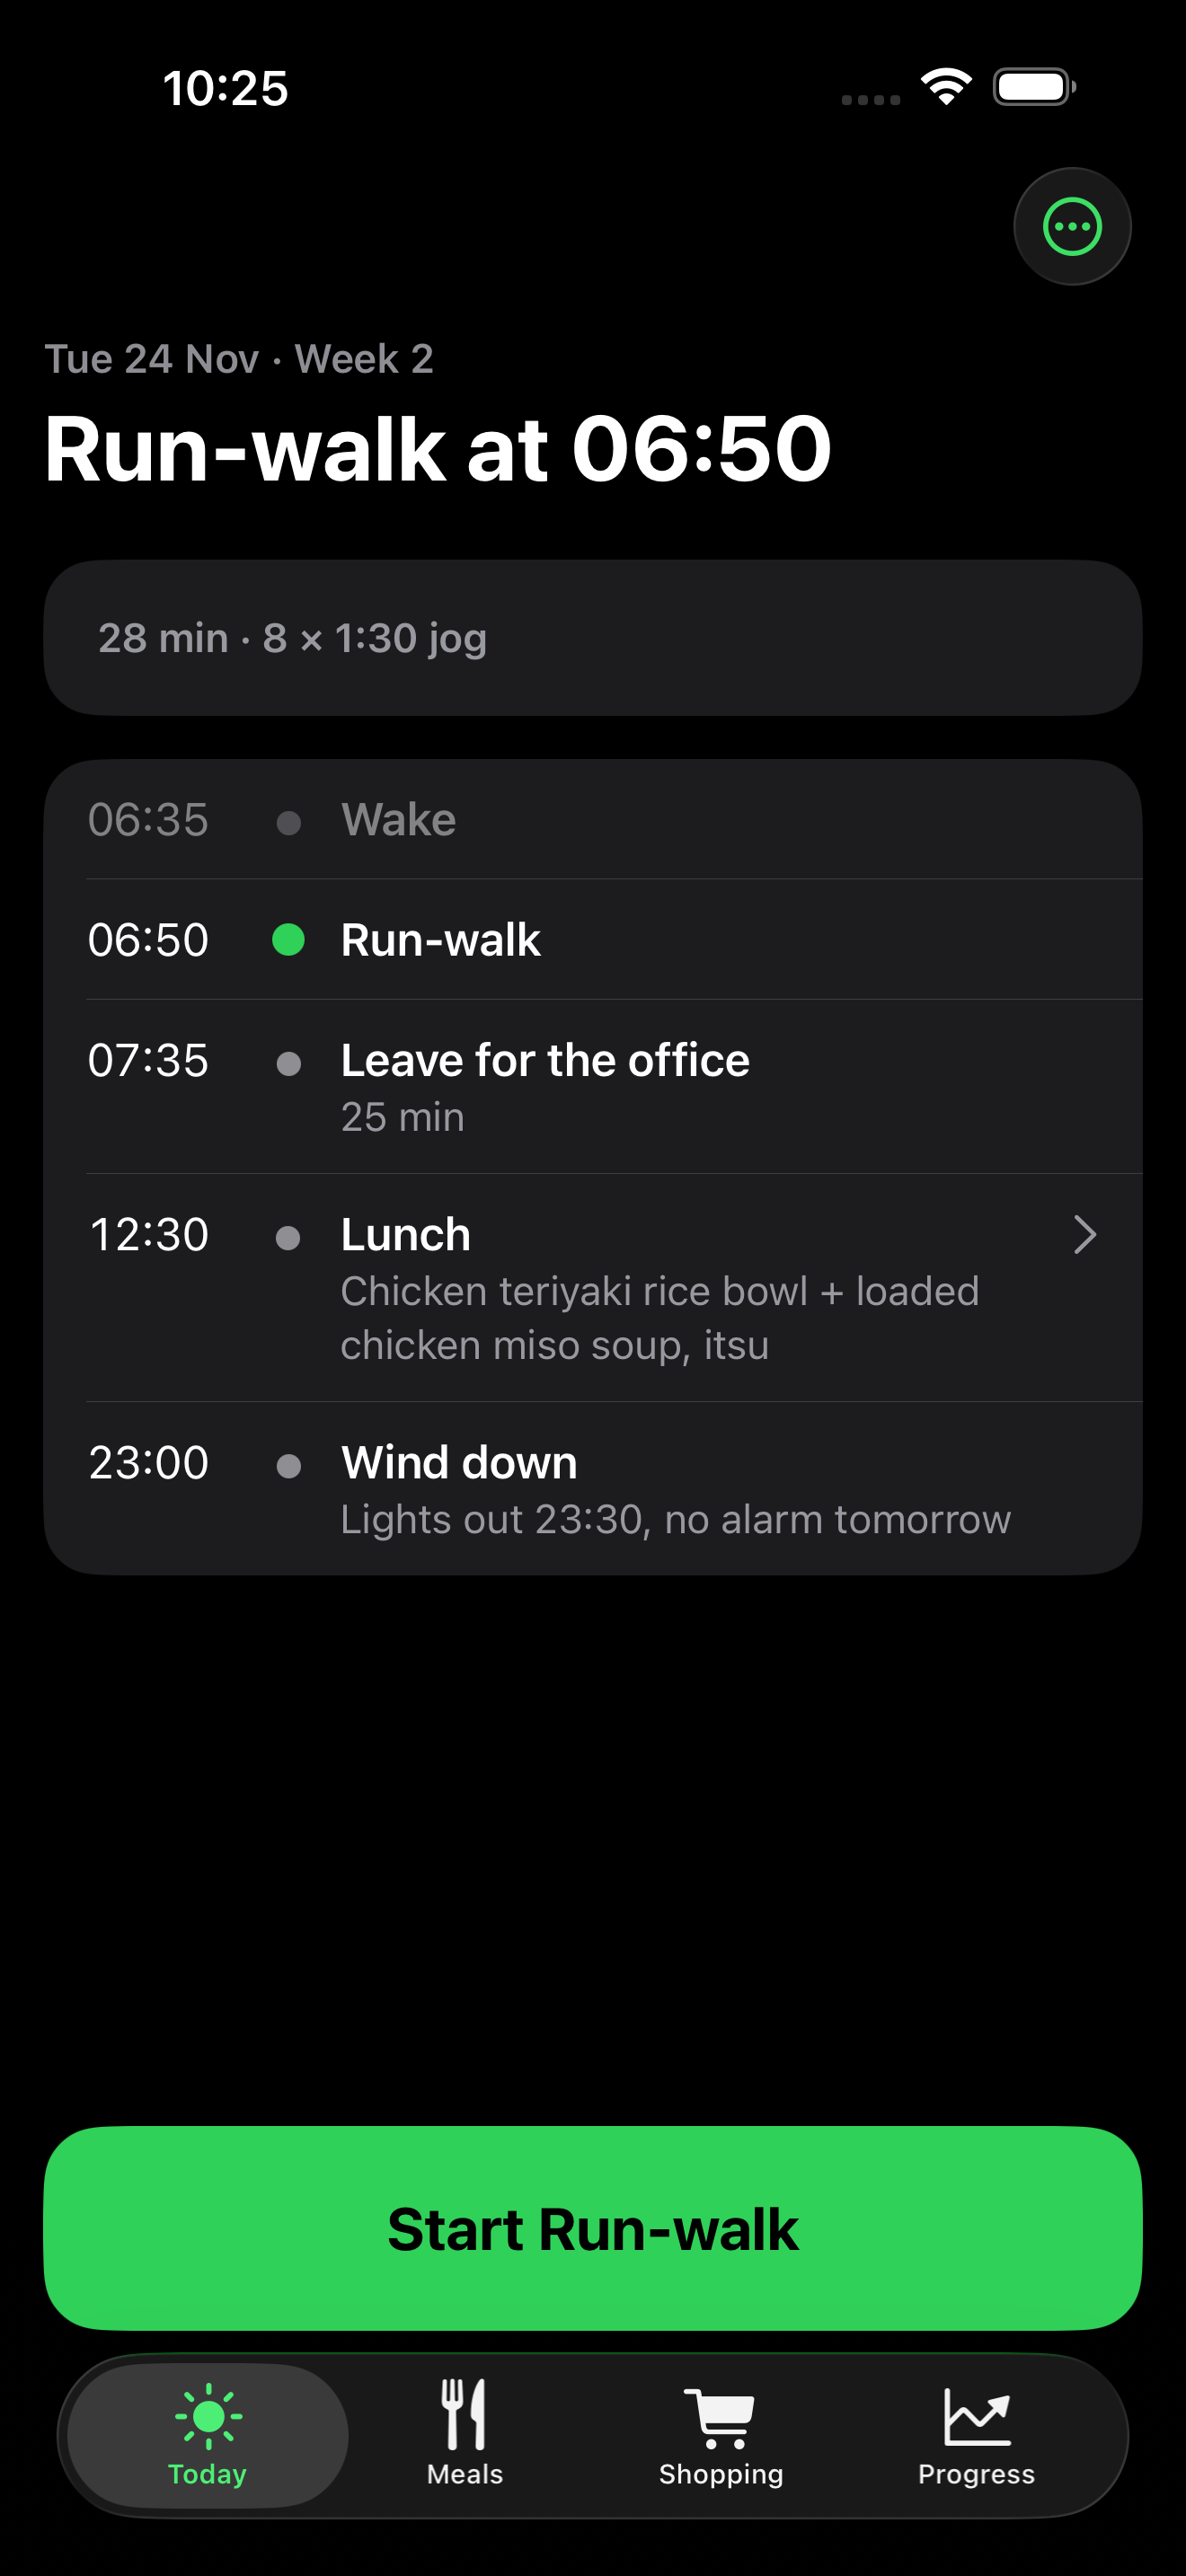 10:25
Tue 24 Nov · Week 2
Run-walk at 06:50
28 min · 8 × 1:30 jog
06:35 Wake
06:50 Run-walk
07:35 Leave for the office
25 min
12:30 Lunch
Chicken teriyaki rice bowl + loaded
chicken miso soup, itsu
23:00 Wind down
Lights out 23:30, no alarm tomorrow
Start Run-walk
Today Meals Shopping Progress